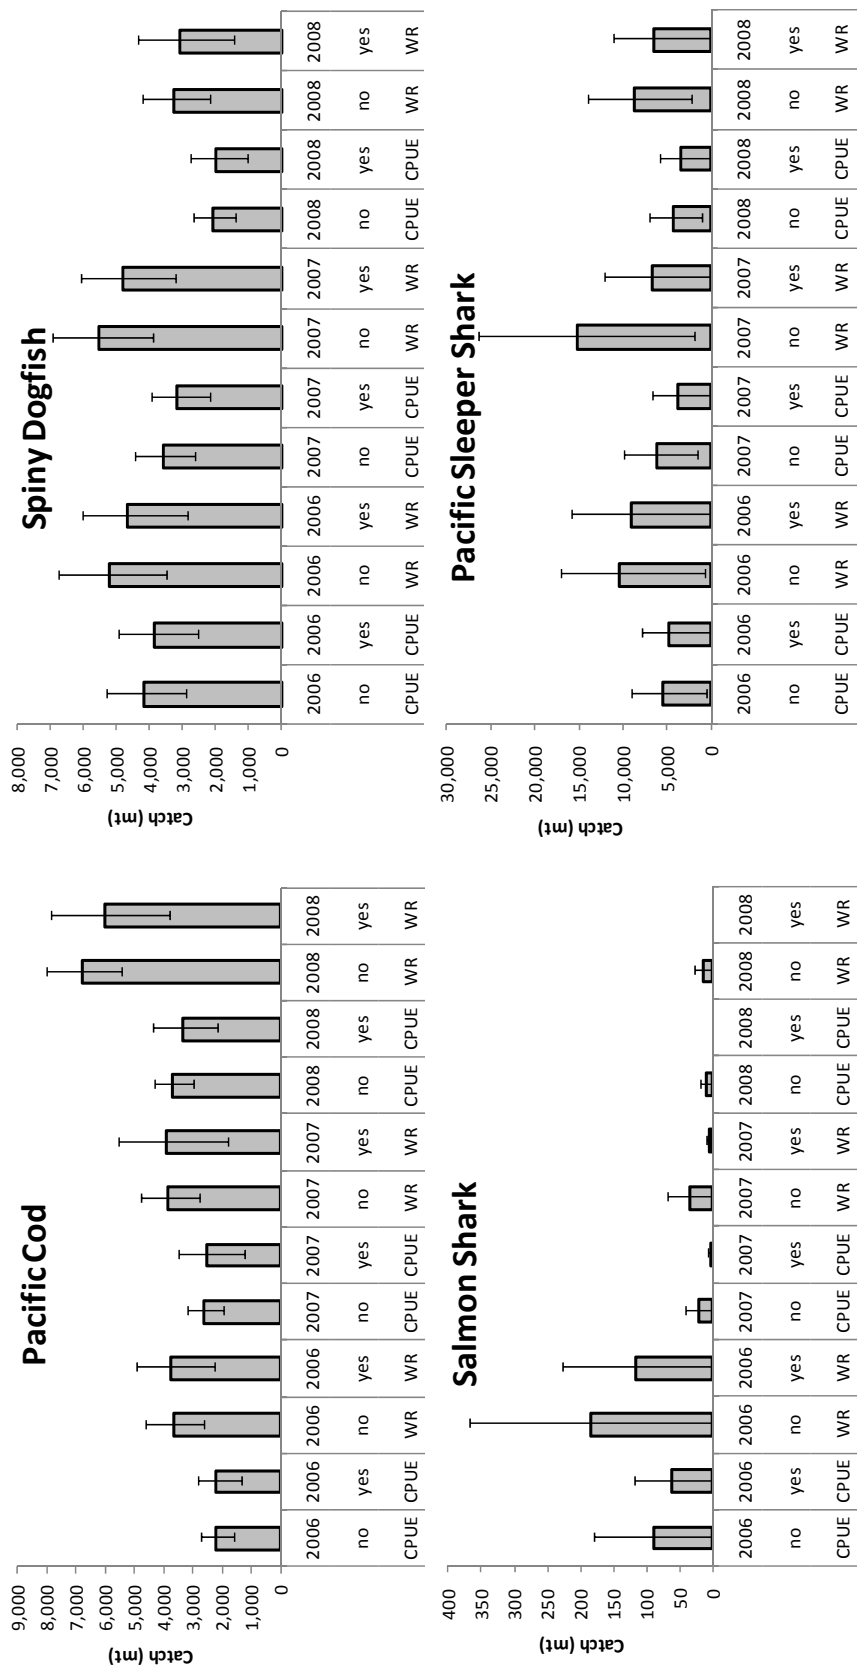 Pacific Cod
9,000
8,000
7,000
6,000
5,000
4,000
3,000
2,000
1,000
0
Catch (mt)
2006 2006 2006 2006 2007 2007 2007 2007 2008 2008 2008 2008
no yes no yes no yes no yes no yes no yes
CPUE CPUE WR WR CPUE CPUE WR WR CPUE CPUE WR WR
Spiny Dogfish
8,000
7,000
6,000
5,000
4,000
3,000
2,000
1,000
0
Catch (mt)
2006 2006 2006 2006 2007 2007 2007 2007 2008 2008 2008 2008
no yes no yes no yes no yes no yes no yes
CPUE CPUE WR WR CPUE CPUE WR WR CPUE CPUE WR WR
Salmon Shark
400
350
300
250
200
150
100
50
0
Catch (mt)
2006 2006 2006 2006 2007 2007 2007 2007 2008 2008 2008 2008
no yes no yes no yes no yes no yes no yes
CPUE CPUE WR WR CPUE CPUE WR WR CPUE CPUE WR WR
Pacific Sleeper Shark
30,000
25,000
20,000
15,000
10,000
5,000
0
Catch (mt)
2006 2006 2006 2006 2007 2007 2007 2007 2008 2008 2008 2008
no yes no yes no yes no yes no yes no yes
CPUE CPUE WR WR CPUE CPUE WR WR CPUE CPUE WR WR